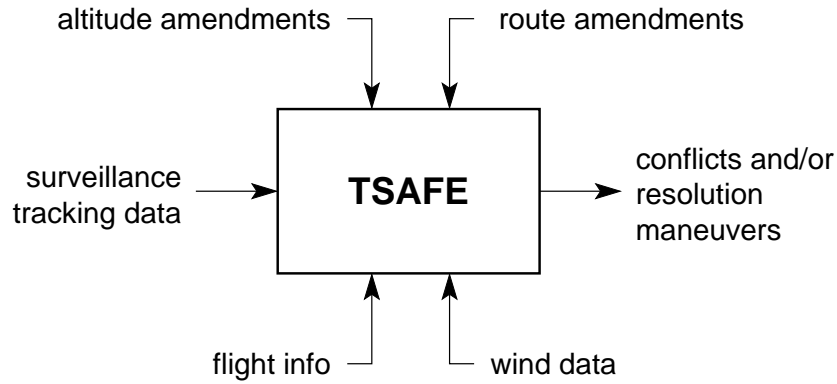 altitude amendments
route amendments
surveillance
tracking data
TSAFE
conflicts and/or
resolution
maneuvers
flight info
wind data